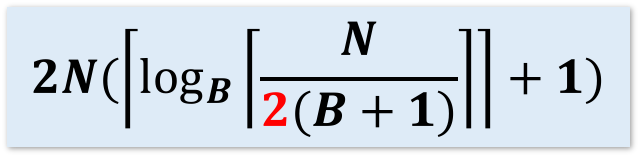 2N(⌈log_B ⌈N / 2(B + 1)⌉⌉ + 1)